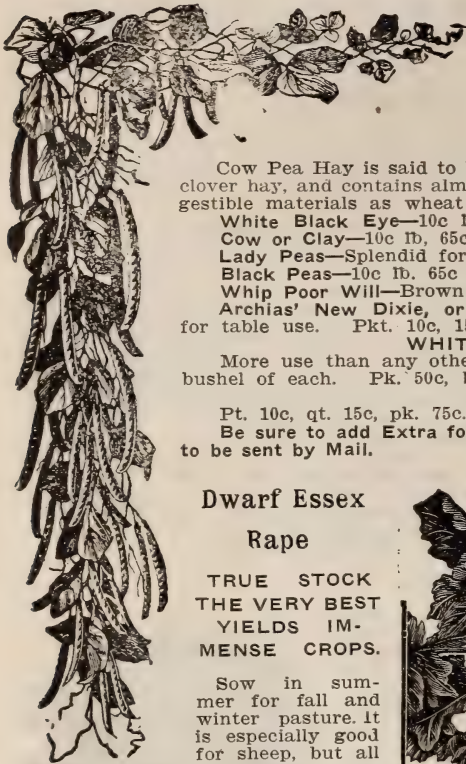 Cow Pea Hay is said to
clover hay, and contains alm
gestible materials as wheat
White Black Eye—10c l
Cow or Clay—10c lb, 65c
Lady Peas—Splendid for
Black Peas—10c lb. 65c
Whip Poor Will—Brown
Archias' New Dixie, or
for table use. Pkt. 10c, 15
WHIT
More use than any othe
bushel of each. Pk. 50c,
Pt. 10c, qt. 15c, pk. 75c.
Be sure to add Extra fo
to be sent by Mail.
Dwarf Essex
Rape
TRUE STOCK
THE VERY BEST
YIELDS IM-
MENSE CROPS.
Sow in sum-
mer for fall and
winter pasture. It
is especially good
for sheep, but all